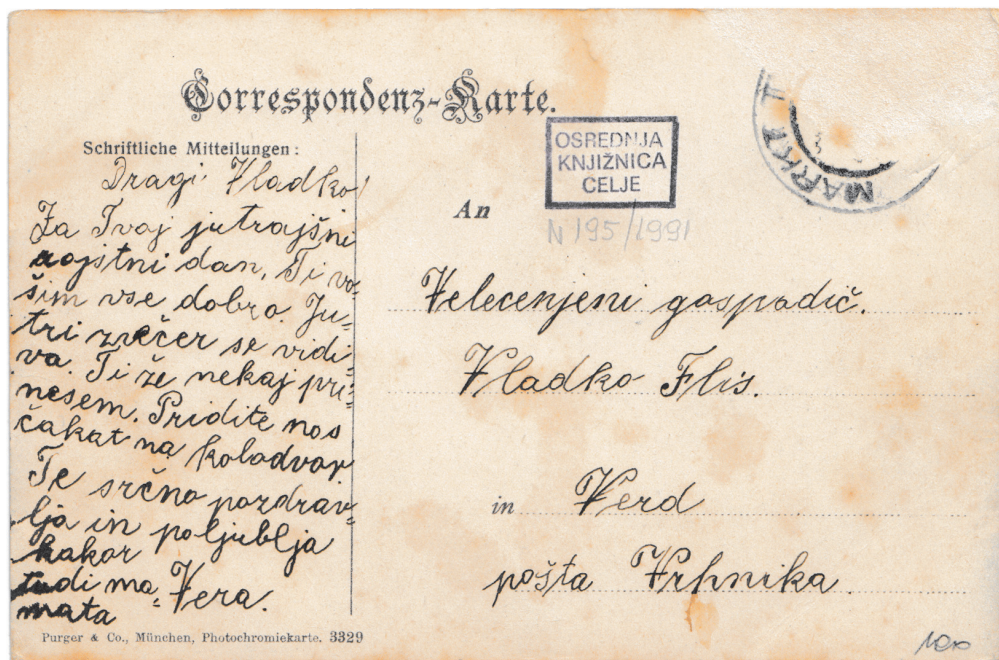 Correspondenz-Karte.
Schriftliche Mitteilungen:
Dragi Vladko!
Za Tvoj jutrajšni
rojstni dan, Ti vo-
šim vse dobro. Ju-
tri zvečer se vidi-
va. Ti že nekaj pri-
nesem. Pridite nas
čakat na kolodvor
Te srčno pozdrav-
lja in poljublja
kakor Vera.
tudi ma-
mata
Purger & Co., München, Photochromiekarte. 3329
OSREDNJA
KNJIŽNICA
CELJE
N 195/1991
MARKT
An
Velecenjeni gospodič.
Vladko Flis.
in Verd
pošta Vrhnika.